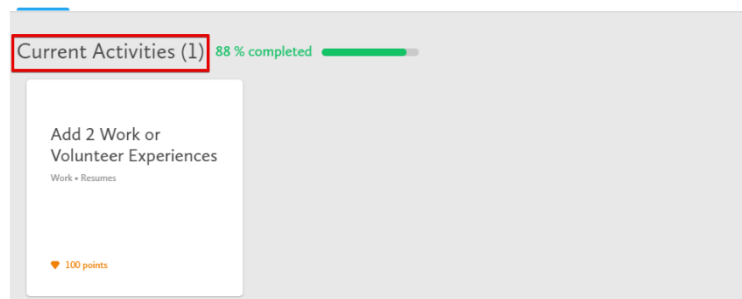 Current Activities (1) 88 % completed
Add 2 Work or
Volunteer Experiences
Work • Resumes
100 points